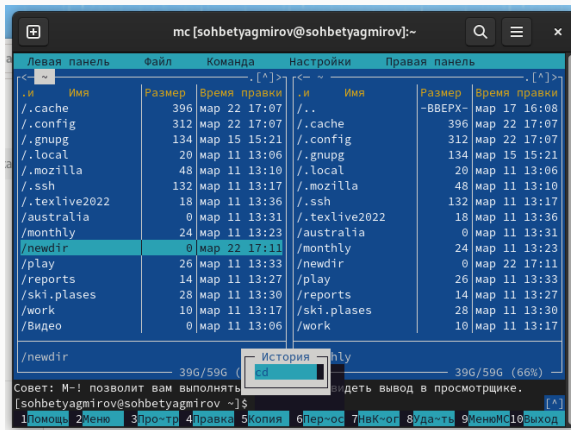 mc [sohbetyagmirov@sohbetyagmirov]:~
Левая панель Файл Команда Настройки Правая панель
<- ~ .[^]> <- ~ .[^]>
.и Имя Размер Время правки .и Имя Размер Время правки
/.cache 396 мар 22 17:07 /.. -ВВЕРХ- мар 17 16:08
/.config 312 мар 22 17:07 /.cache 396 мар 22 17:07
/.gnupg 134 мар 15 15:21 /.config 312 мар 22 17:07
/.local 20 мар 11 13:06 /.gnupg 134 мар 15 15:21
/.mozilla 48 мар 11 13:10 /.local 20 мар 11 13:06
/.ssh 132 мар 11 13:17 /.mozilla 48 мар 11 13:10
/.texlive2022 18 мар 11 13:36 /.ssh 132 мар 11 13:17
/australia 0 мар 11 13:31 /.texlive2022 18 мар 11 13:36
/monthly 24 мар 11 13:23 /australia 0 мар 11 13:31
/newdir 0 мар 22 17:11 /monthly 24 мар 11 13:23
/play 26 мар 11 13:33 /newdir 0 мар 22 17:11
/reports 14 мар 11 13:27 /play 26 мар 11 13:33
/ski.plases 28 мар 11 13:30 /reports 14 мар 11 13:27
/work 10 мар 11 13:17 /ski.plases 28 мар 11 13:30
/Видео 0 мар 11 13:06 /work 10 мар 11 13:17
/newdir История hly
39G/59G ( cd 39G/59G (66%)
Совет: M-! позволит вам выполнять видеть вывод в просмотрщике.
[sohbetyagmirov@sohbetyagmirov ~]$ [^]
1Помощь 2Меню 3Про~тр 4Правка 5Копия 6Пер~ос 7НвК~ог 8Уда~ть 9МенюMC 10Выход